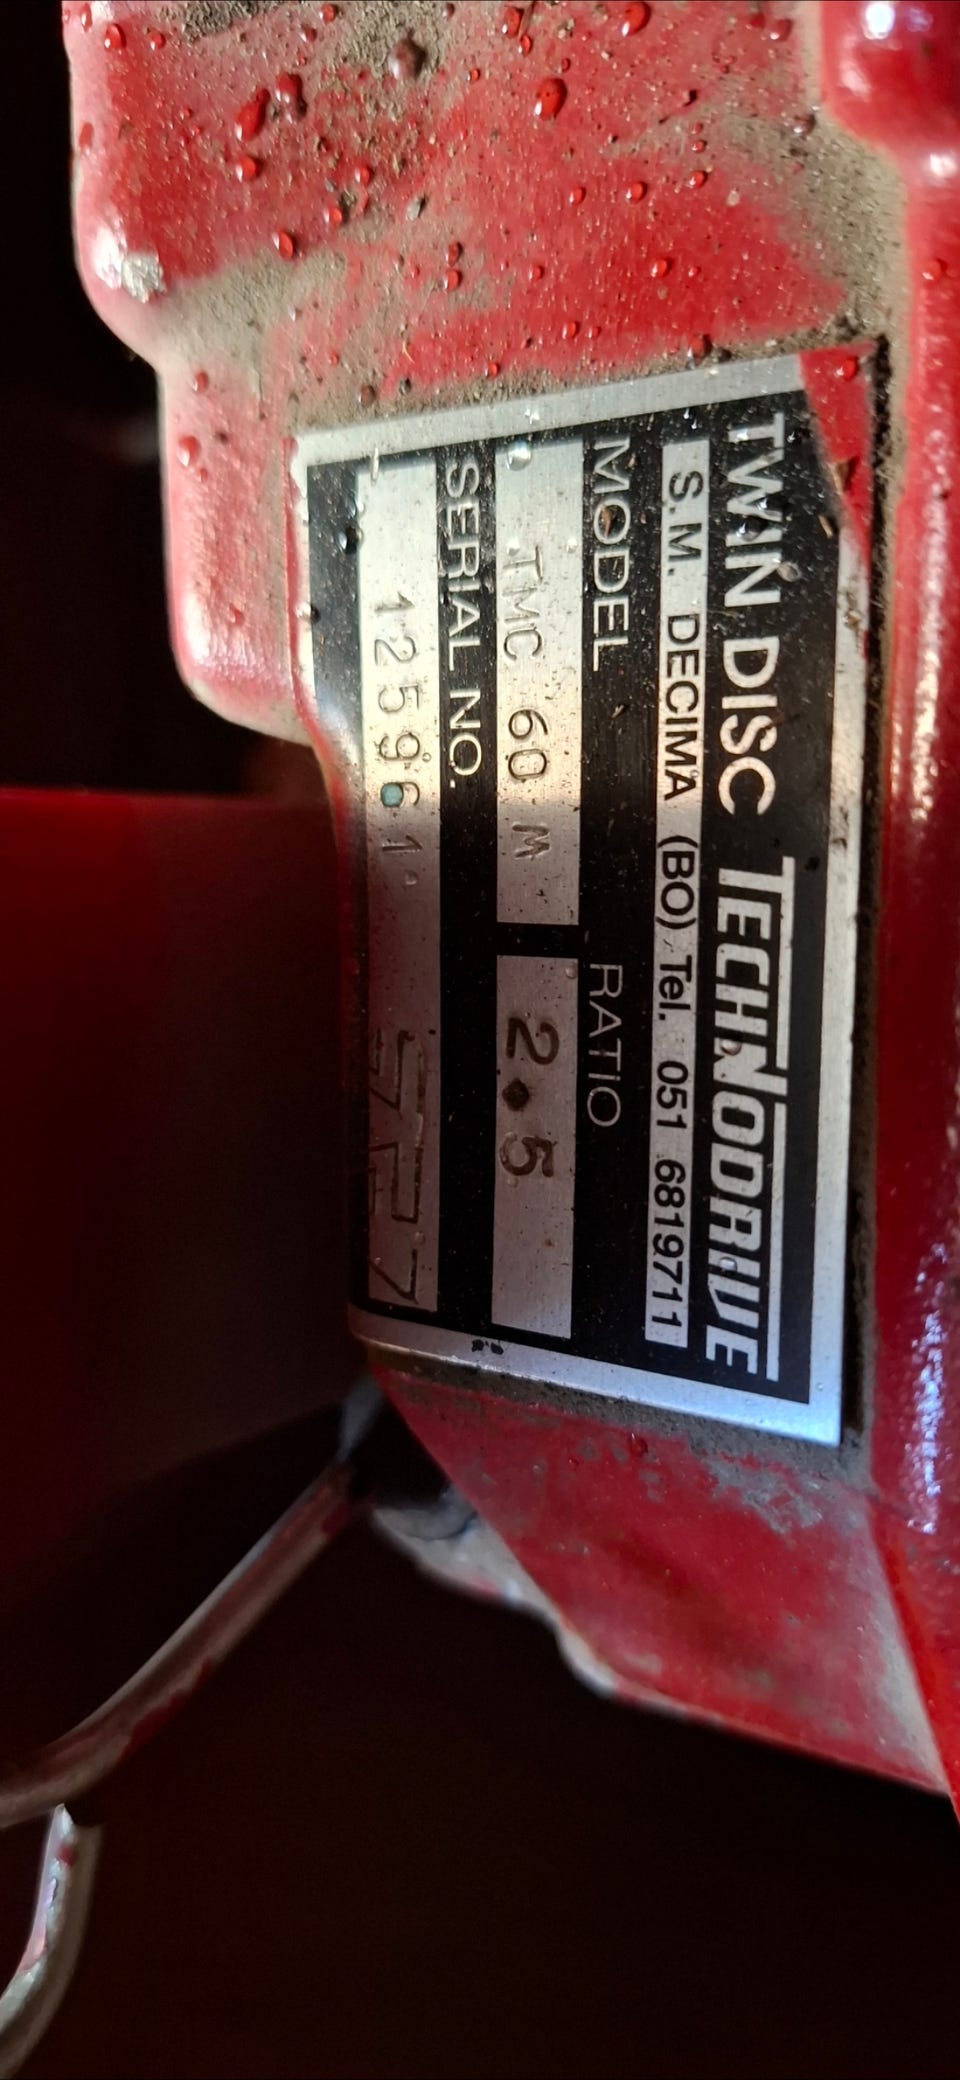 TWIN DISC TECHNODRIVE
S.M. DECIMA (BO) Tel. 051 6819711
MODEL RATIO
TMC 60 M 2.5
SERIAL NO.
125961